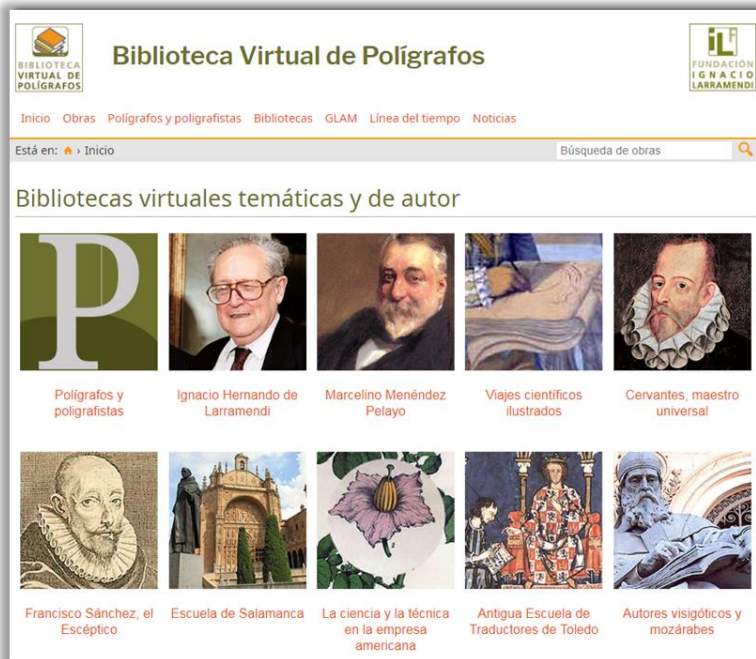 BIBLIOTECA
VIRTUAL DE
POLÍGRAFOS
Biblioteca Virtual de Polígrafos
FUNDACIÓN
IGNACIO
LARRAMENDI
Inicio Obras Polígrafos y poligrafistas Bibliotecas GLAM Línea del tiempo Noticias
Está en: › Inicio
Búsqueda de obras
Bibliotecas virtuales temáticas y de autor
P
Polígrafos y
poligrafistas
Ignacio Hernando de
Larramendi
Marcelino Menéndez
Pelayo
Viajes científicos
ilustrados
Cervantes, maestro
universal
Francisco Sánchez, el
Escéptico
Escuela de Salamanca
La ciencia y la técnica
en la empresa
americana
Antigua Escuela de
Traductores de Toledo
Autores visigóticos y
mozárabes